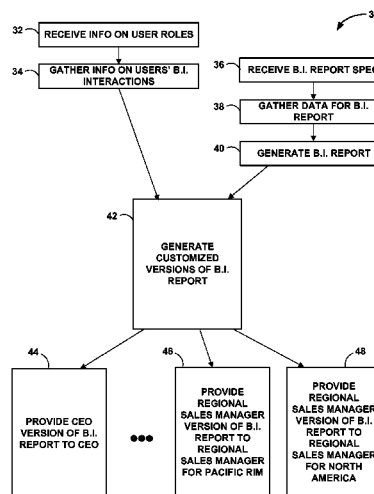 3
32
RECEIVE INFO ON USER ROLES
34
GATHER INFO ON USERS' B.I.
INTERACTIONS
36
RECEIVE B.I. REPORT SPEC
38
GATHER DATA FOR B.I.
REPORT
40
GENERATE B.I. REPORT
42
GENERATE
CUSTOMIZED
VERSIONS OF B.I.
REPORT
44
PROVIDE CEO
VERSION OF B.I.
REPORT TO CEO
46
PROVIDE
REGIONAL
SALES MANAGER
VERSION OF B.I.
REPORT TO
REGIONAL
SALES MANAGER
FOR PACIFIC RIM
48
PROVIDE
REGIONAL
SALES MANAGER
VERSION OF B.I.
REPORT TO
REGIONAL
SALES MANAGER
FOR NORTH
AMERICA